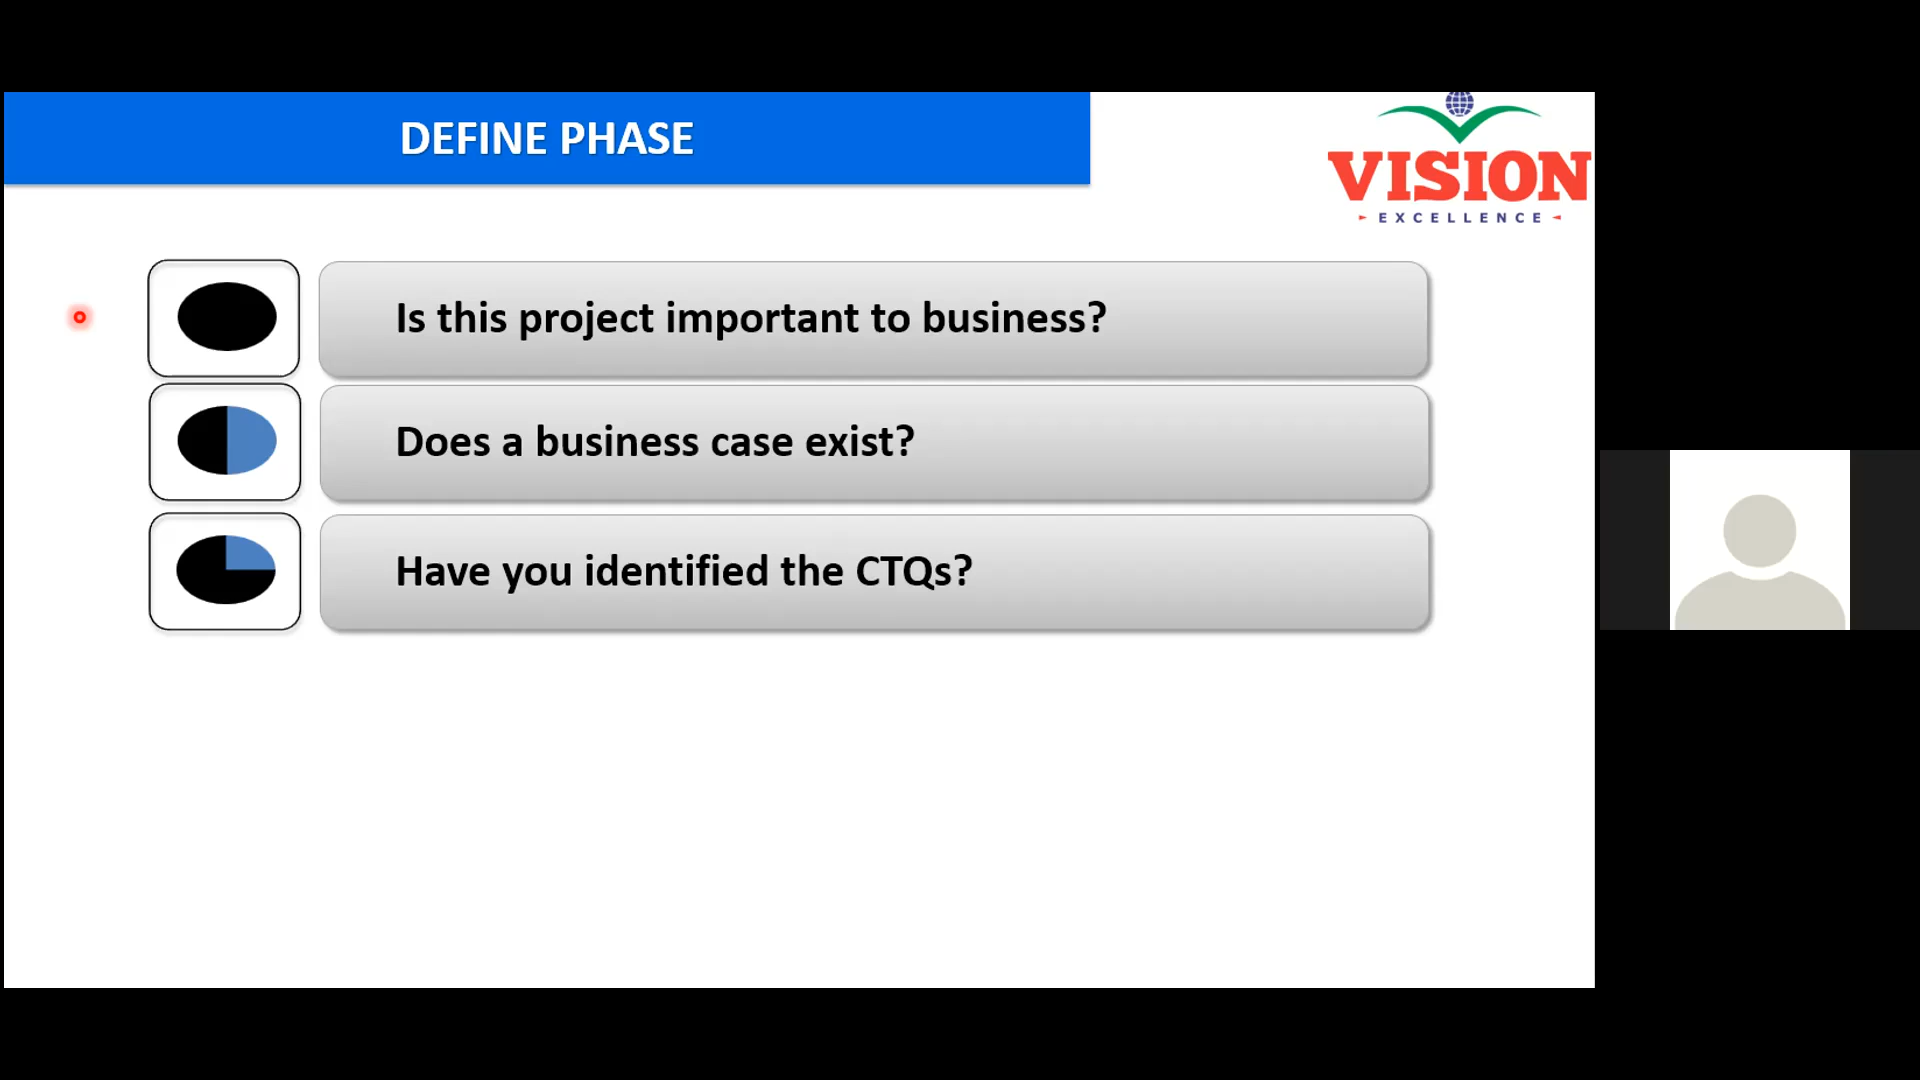 DEFINE PHASE
VISION
EXCELLENCE
Is this project important to business?
Does a business case exist?
Have you identified the CTQs?